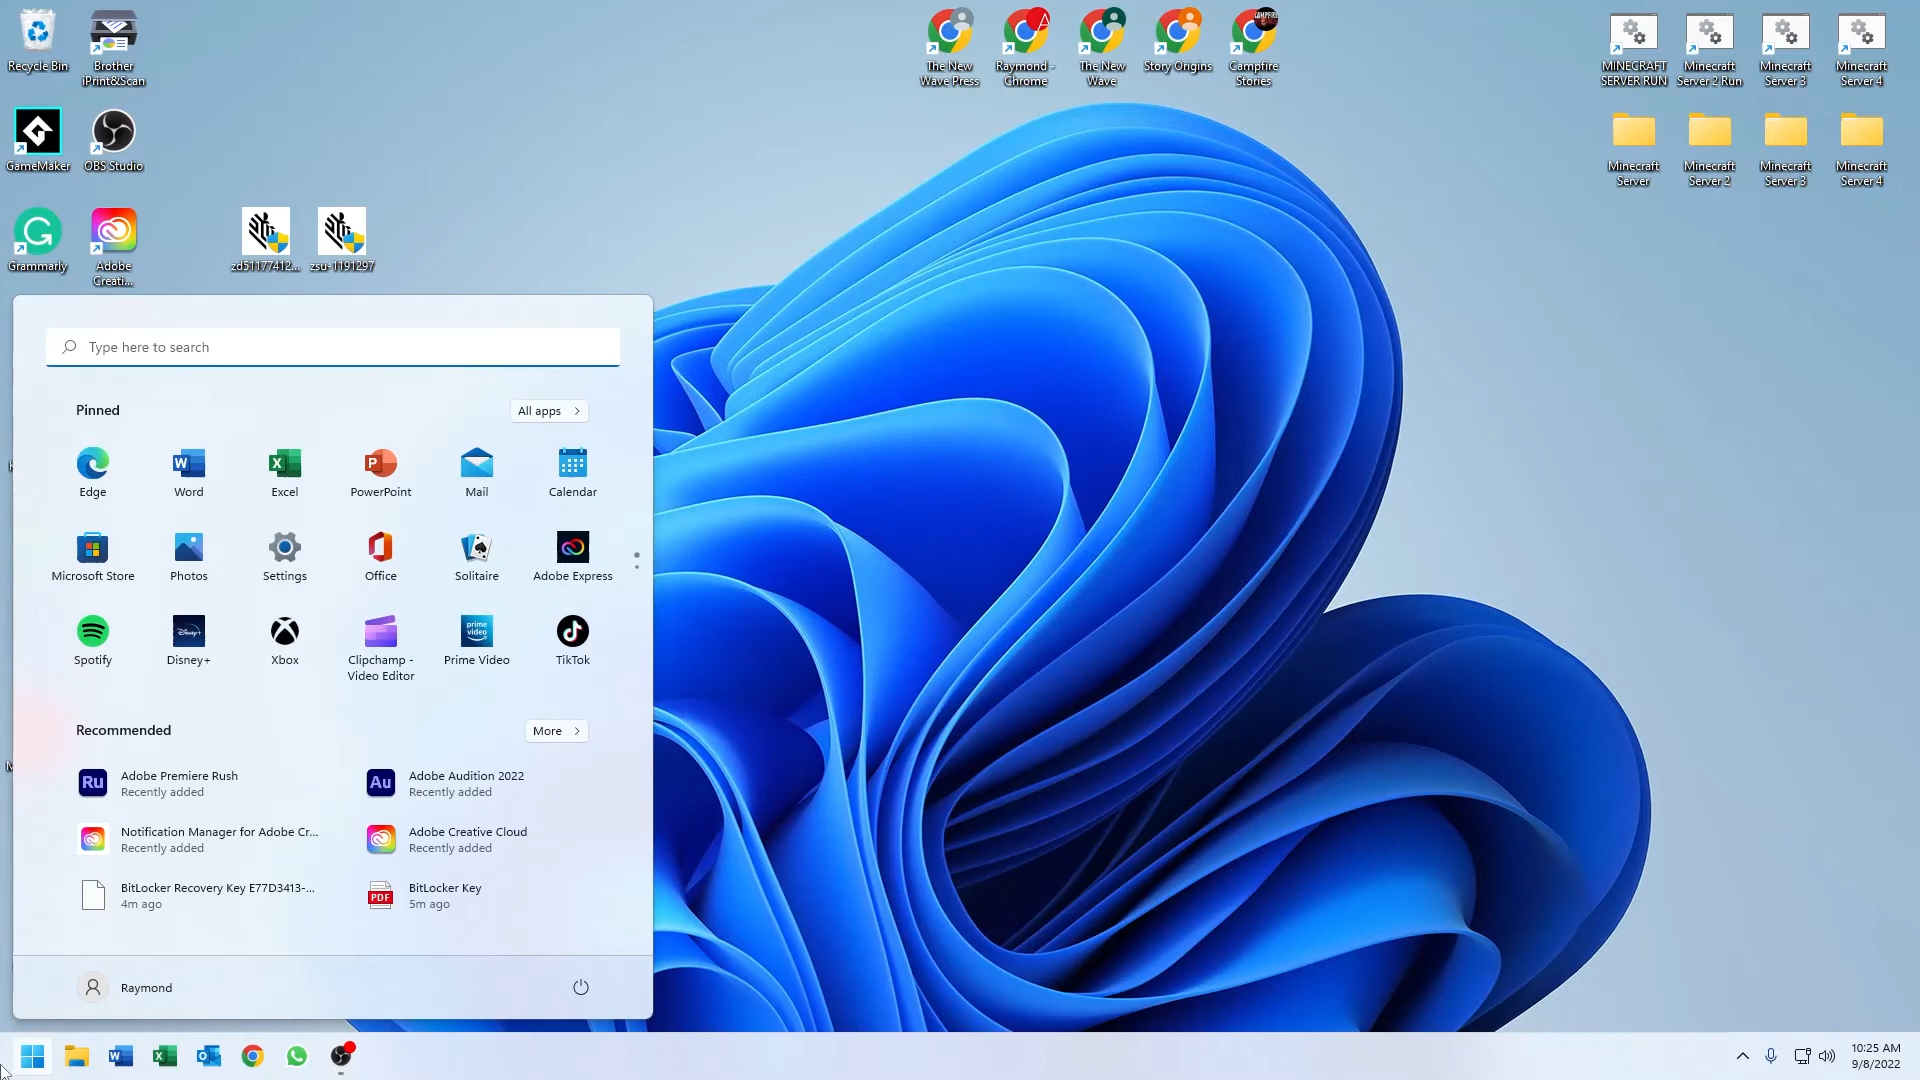 Recycle Bin
Brother
iPrint&Scan
The New
Wave Press
Raymond -
Chrome
The New
Wave
Story Origins
Campfire
Stories
MINECRAFT
SERVER RUN
Minecraft
Server 2 Run
Minecraft
Server 3
Minecraft
Server 4
GameMaker
OBS Studio
Minecraft
Server
Minecraft
Server 2
Minecraft
Server 3
Minecraft
Server 4
Grammarly
Adobe
Creati...
zd51177412...
zsu-1191297
Type here to search
Pinned
All apps
Edge
Word
Excel
PowerPoint
Mail
Calendar
Microsoft Store
Photos
Settings
Office
Solitaire
Adobe Express
prime
video
Spotify
Disney+
Xbox
Clipchamp -
Video Editor
Prime Video
TikTok
Recommended
More
Ru
Adobe Premiere Rush
Recently added
Au
Adobe Audition 2022
Recently added
Notification Manager for Adobe Cr...
Recently added
Adobe Creative Cloud
Recently added
BitLocker Recovery Key E77D3413-...
4m ago
PDF
BitLocker Key
5m ago
Raymond
10:25 AM
9/8/2022